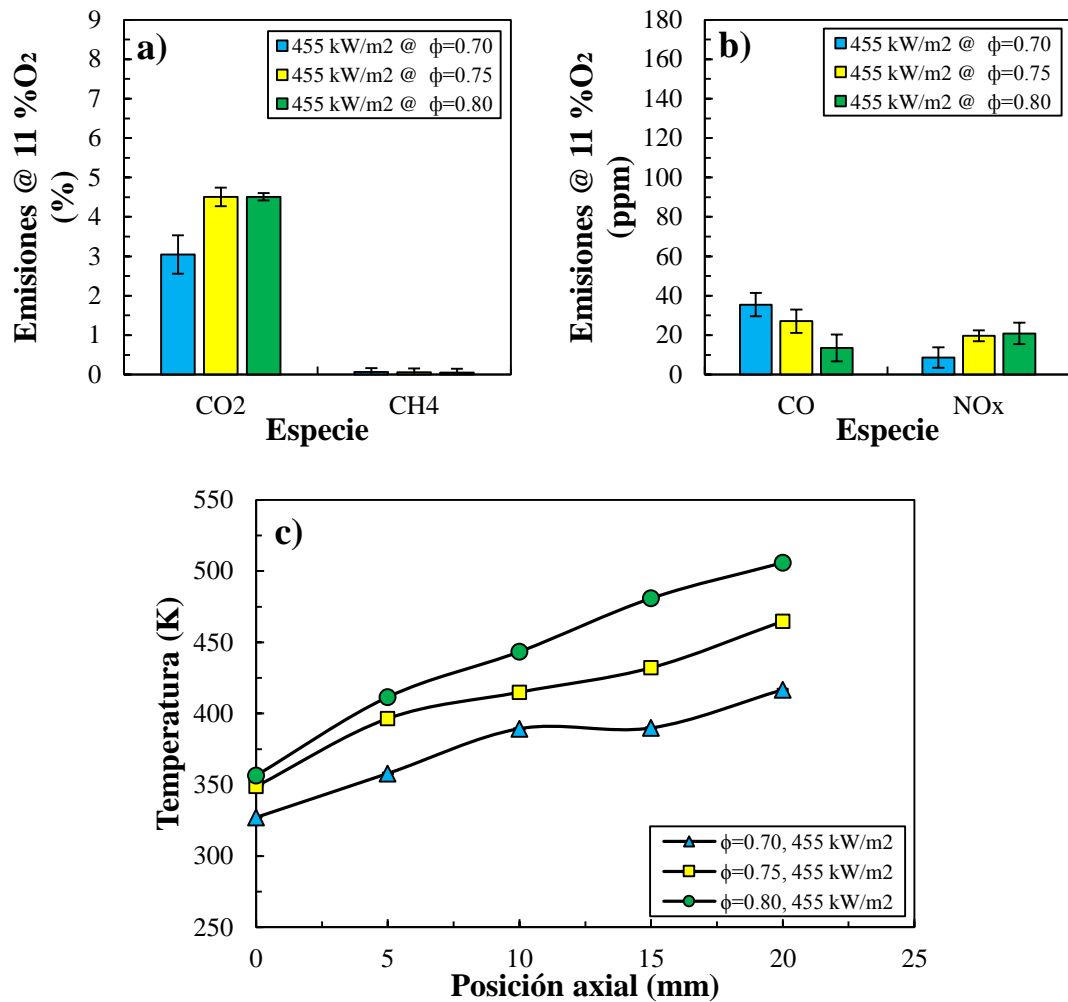 a)
455 kW/m2 @ ϕ=0.70
455 kW/m2 @ ϕ=0.75
455 kW/m2 @ ϕ=0.80
Emisiones @ 11 %O₂
(%)
9
8
7
6
5
4
3
2
1
0
CO2
CH4
Especie
b)
455 kW/m2 @ ϕ=0.70
455 kW/m2 @ ϕ=0.75
455 kW/m2 @ ϕ=0.80
Emisiones @ 11 %O₂
(ppm)
180
160
140
120
100
80
60
40
20
0
CO
NOx
Especie
c)
Temperatura (K)
550
500
450
400
350
300
250
ϕ=0.70, 455 kW/m2
ϕ=0.75, 455 kW/m2
ϕ=0.80, 455 kW/m2
0
5
10
15
20
25
Posición axial (mm)